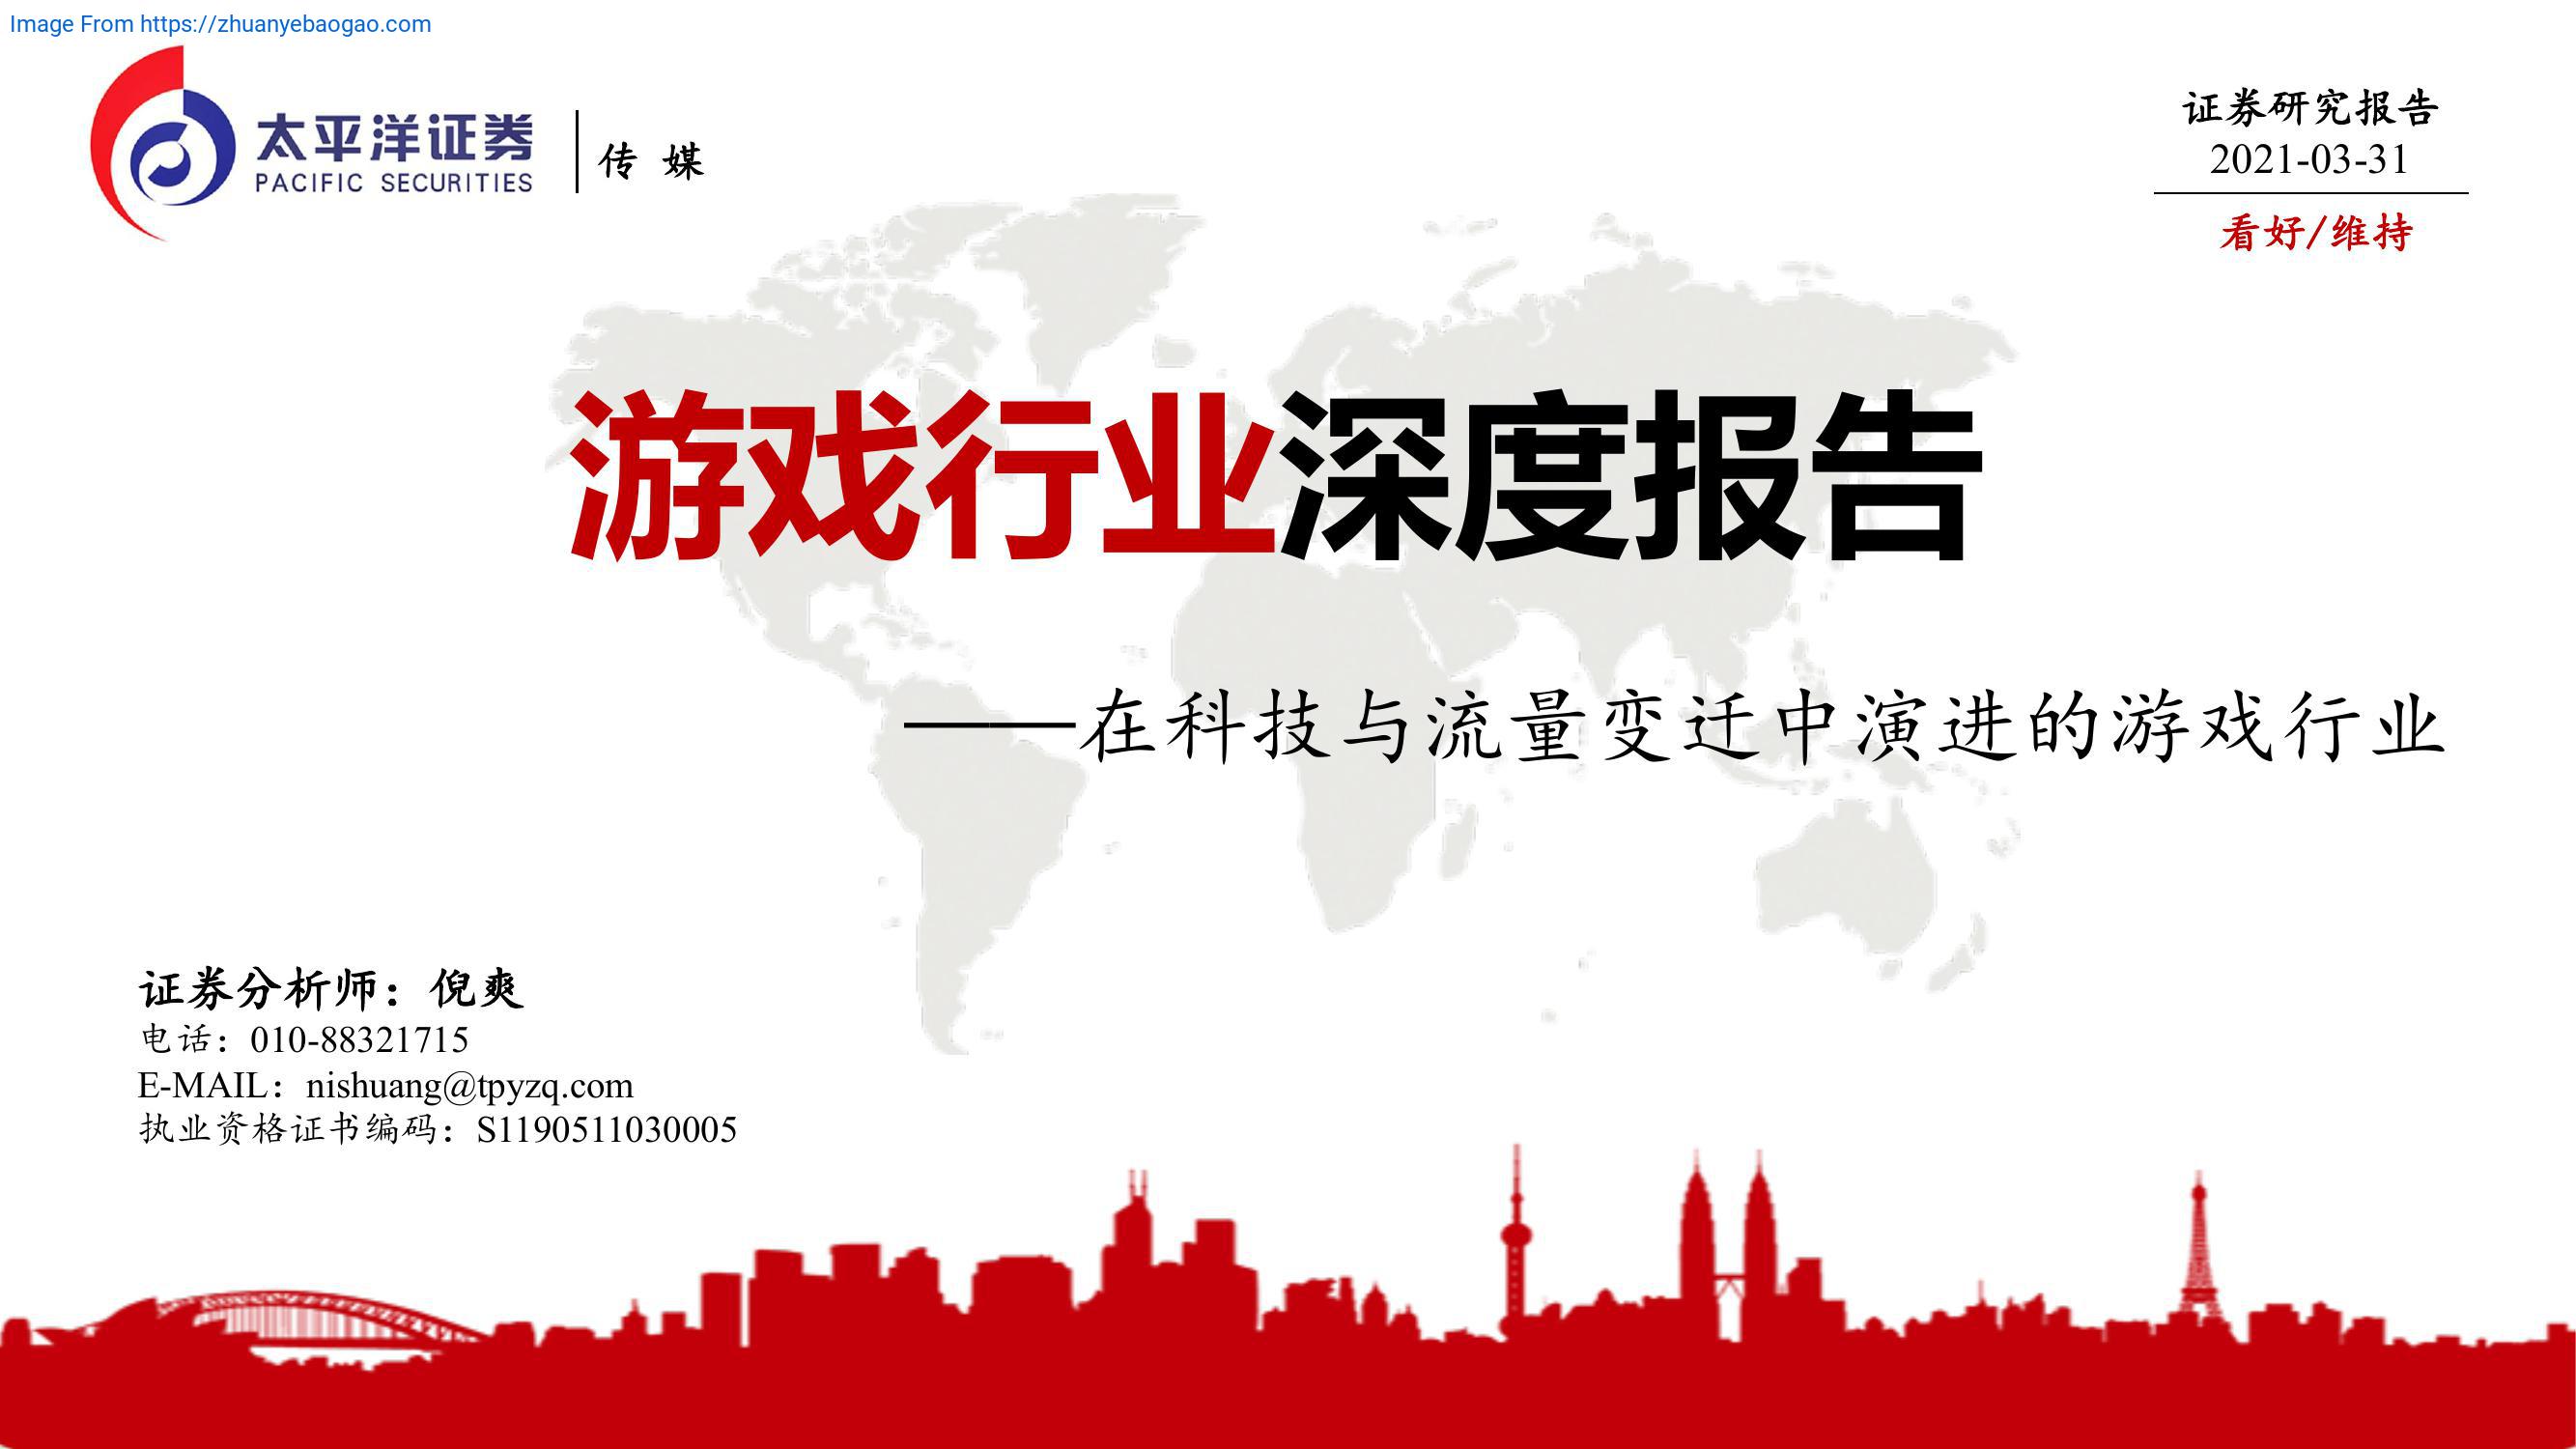 Image From https://zhuanyebaogao.com
太平洋证券
PACIFIC SECURITIES
传 媒
证券研究报告
2021-03-31
看好/维持
游戏行业深度报告
——在科技与流量变迁中演进的游戏行业
证券分析师：倪爽
电话：010-88321715
E-MAIL：nishuang@tpyzq.com
执业资格证书编码：S1190511030005